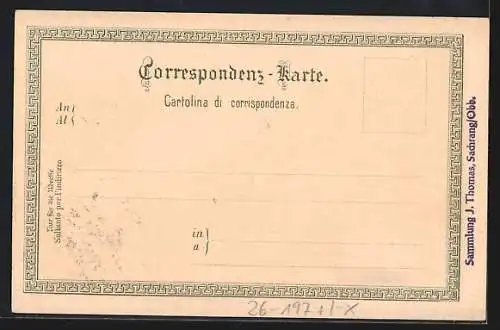 Correspondenz-Karte.
Cartolina di corrispondenza.
An
Al
Nur für die Adresse
Soltanto per l'indirizzo
in
a
26-197+1-X
Sammlung J. Thomas, Sachrang/Obb.